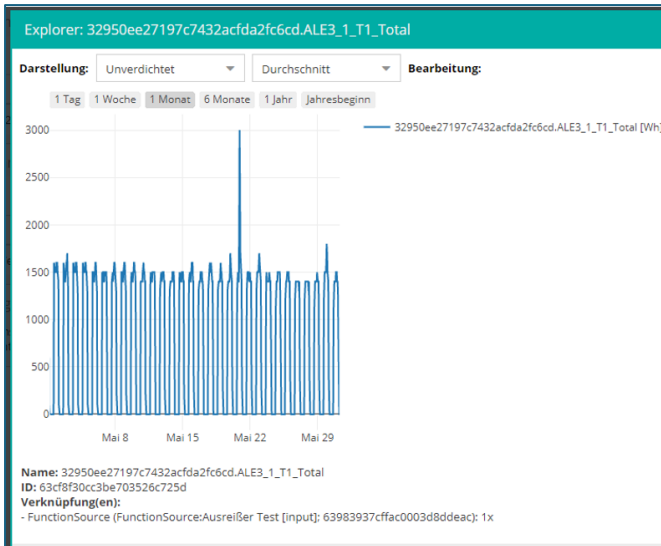 Explorer: 32950ee27197c7432acfda2fc6cd.ALE3_1_T1_Total
Darstellung: Unverdichtet Durchschnitt Bearbeitung:
1 Tag 1 Woche 1 Monat 6 Monate 1 Jahr Jahresbeginn
32950ee27197c7432acfda2fc6cd.ALE3_1_T1_Total [Wh]
3000
2500
2000
1500
1000
500
0
Mai 8 Mai 15 Mai 22 Mai 29
Name: 32950ee27197c7432acfda2fc6cd.ALE3_1_T1_Total
ID: 63cf8f30cc3be703526c725d
Verknüpfung(en):
- FunctionSource (FunctionSource:Ausreißer Test [input]; 63983937cffac0003d8ddeac): 1x